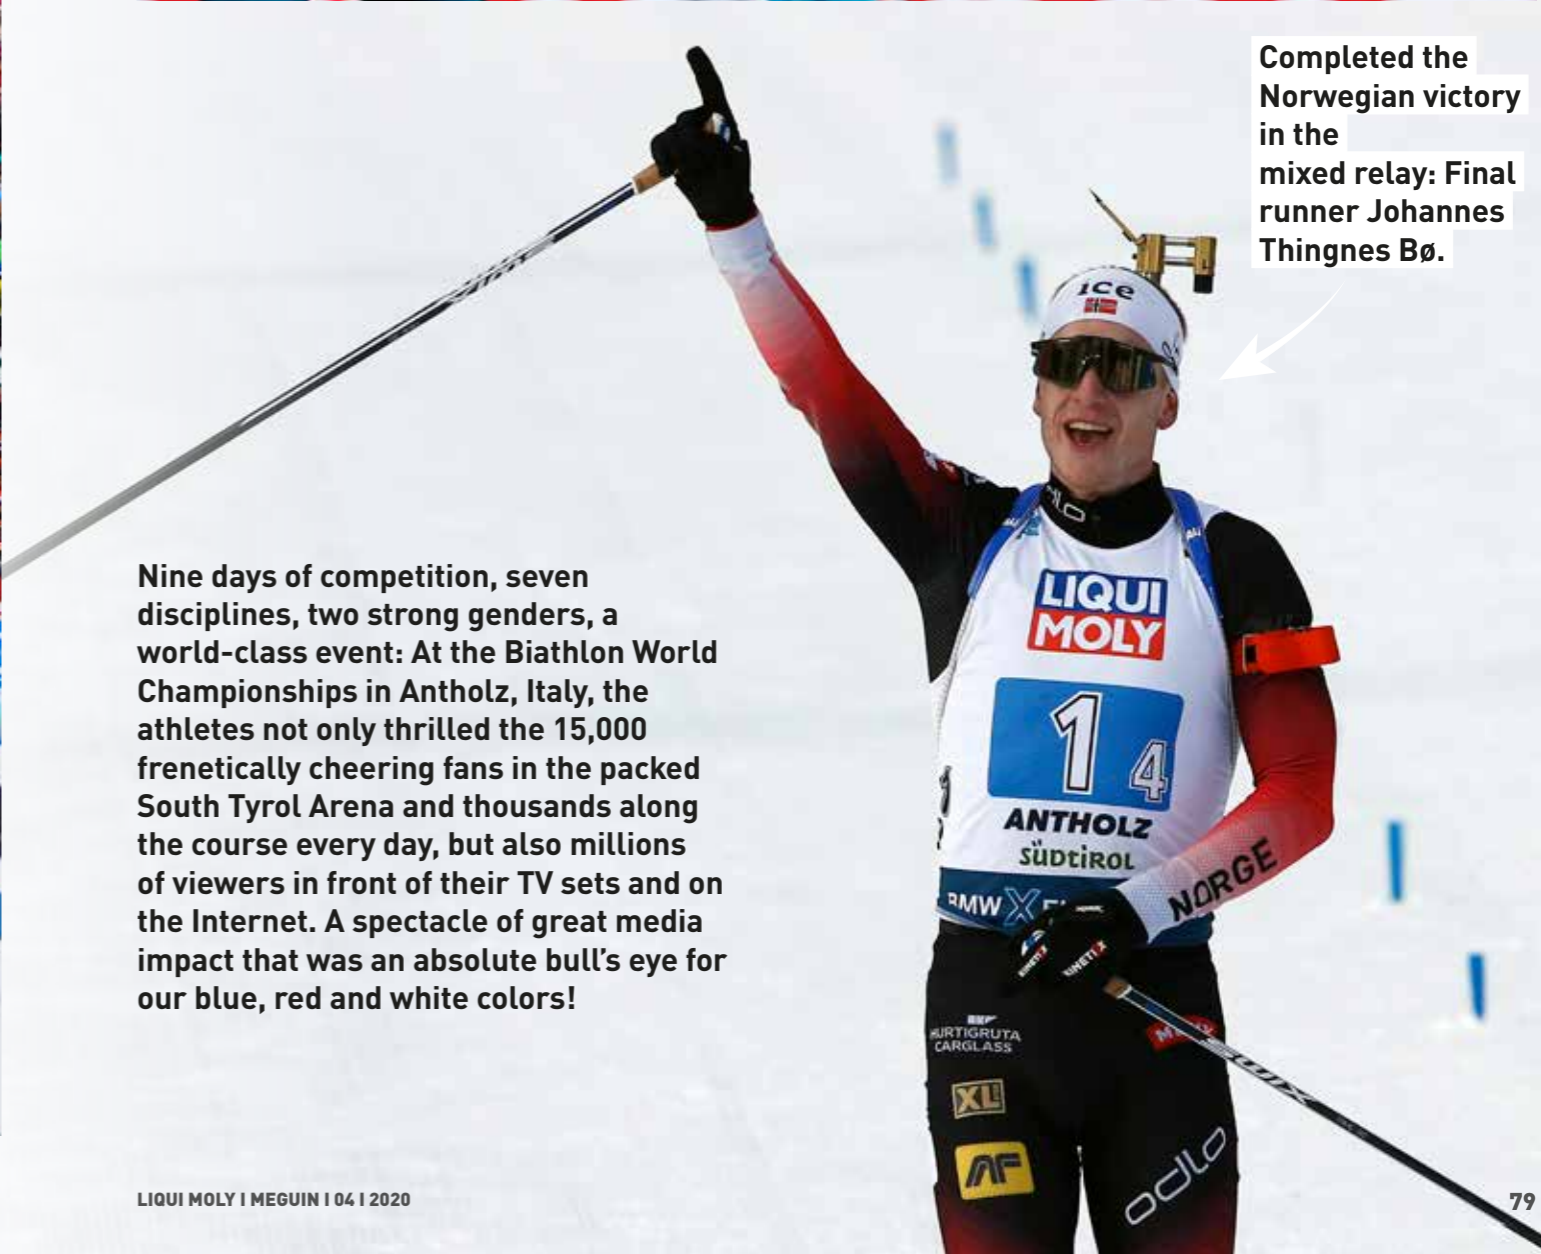 Completed the
Norwegian victory
in the
mixed relay: Final
runner Johannes
Thingnes Bø.
ice
odlo
LIQUI
MOLY
1 4
ANTHOLZ
SÜDTiROL
BMW X
NORGE
KINETIXX
HURTIGRUTA
CARGLASS
SWIX
XL
AF
odlo
Nine days of competition, seven
disciplines, two strong genders, a
world-class event: At the Biathlon World
Championships in Antholz, Italy, the
athletes not only thrilled the 15,000
frenetically cheering fans in the packed
South Tyrol Arena and thousands along
the course every day, but also millions
of viewers in front of their TV sets and on
the Internet. A spectacle of great media
impact that was an absolute bull’s eye for
our blue, red and white colors!
LIQUI MOLY I MEGUIN I 04 I 2020
79